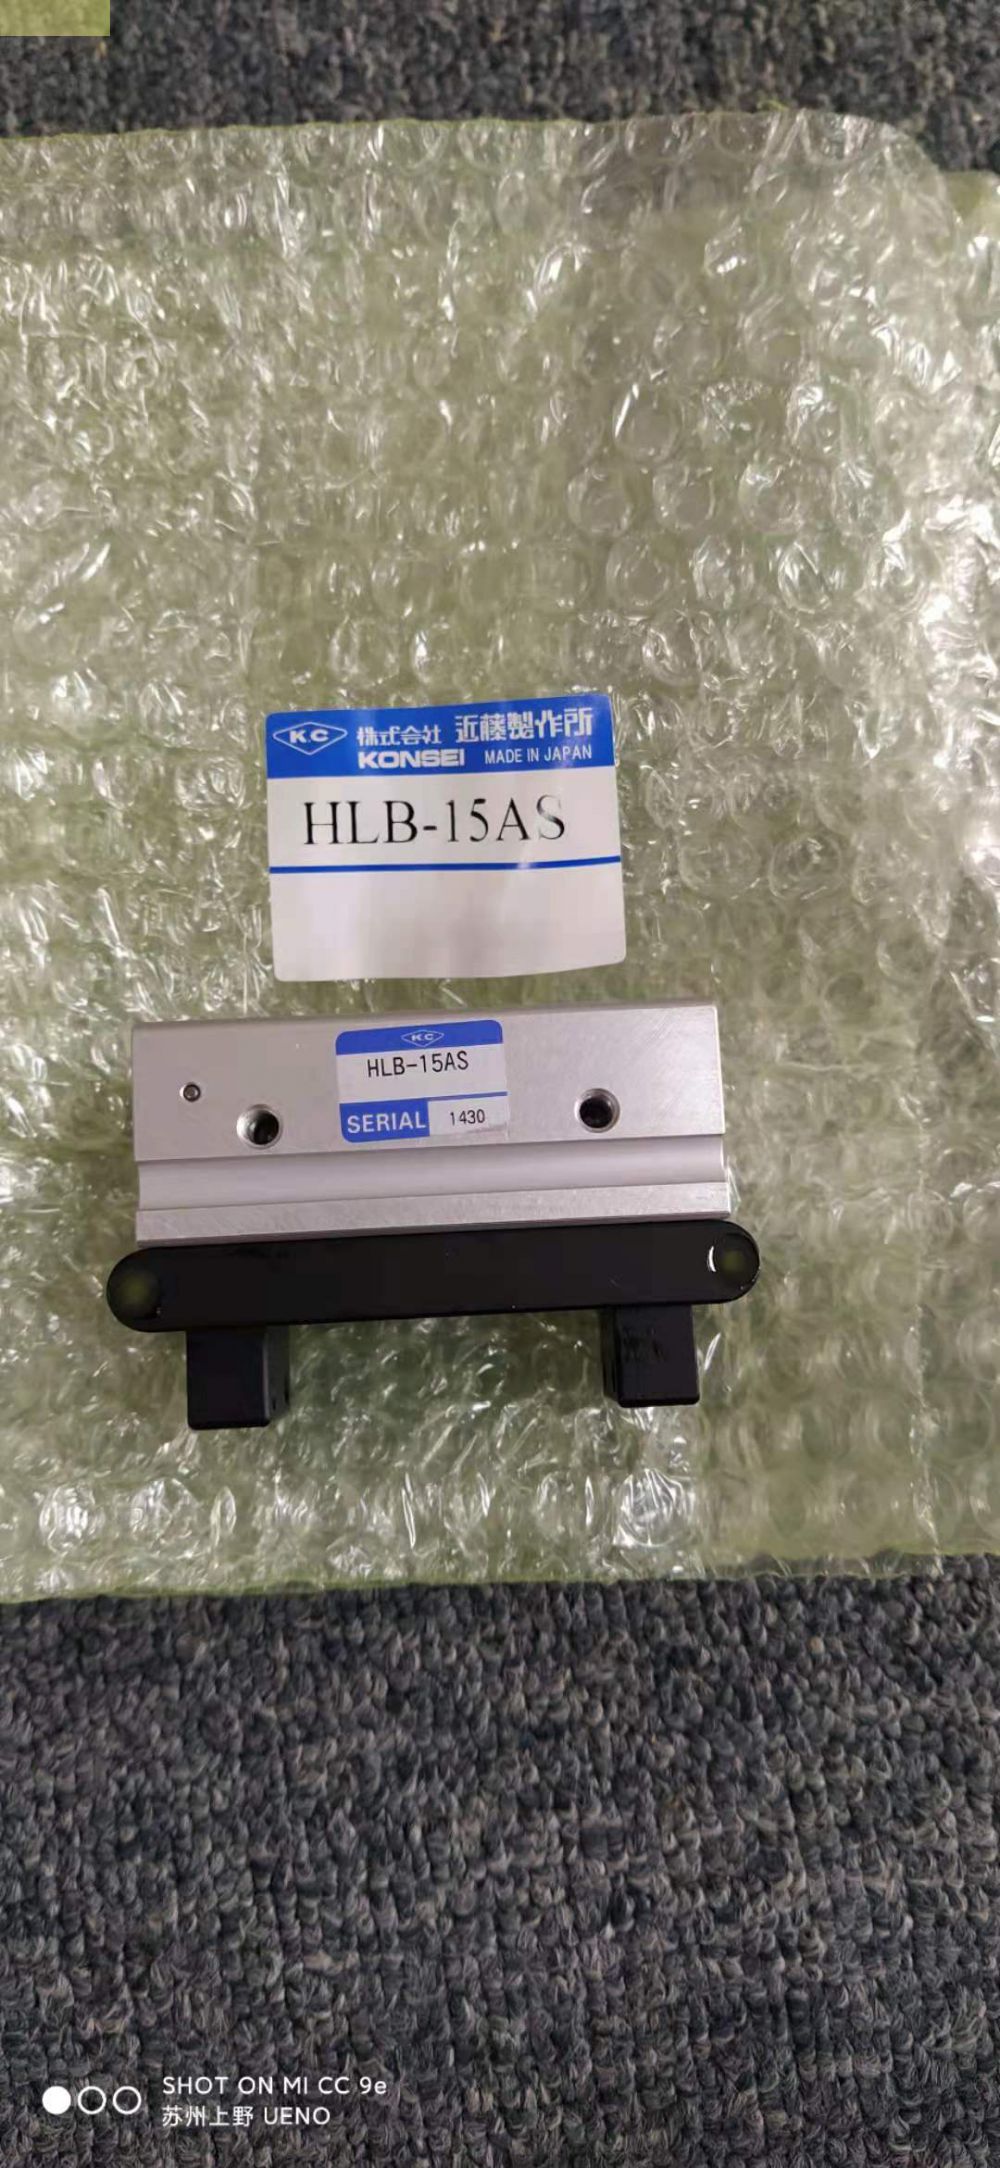 K.C 株式会社 近藤製作所
KONSEI MADE IN JAPAN
HLB-15AS
KC
HLB-15AS
SERIAL 1430
SHOT ON MI CC 9e
苏州上野 UENO